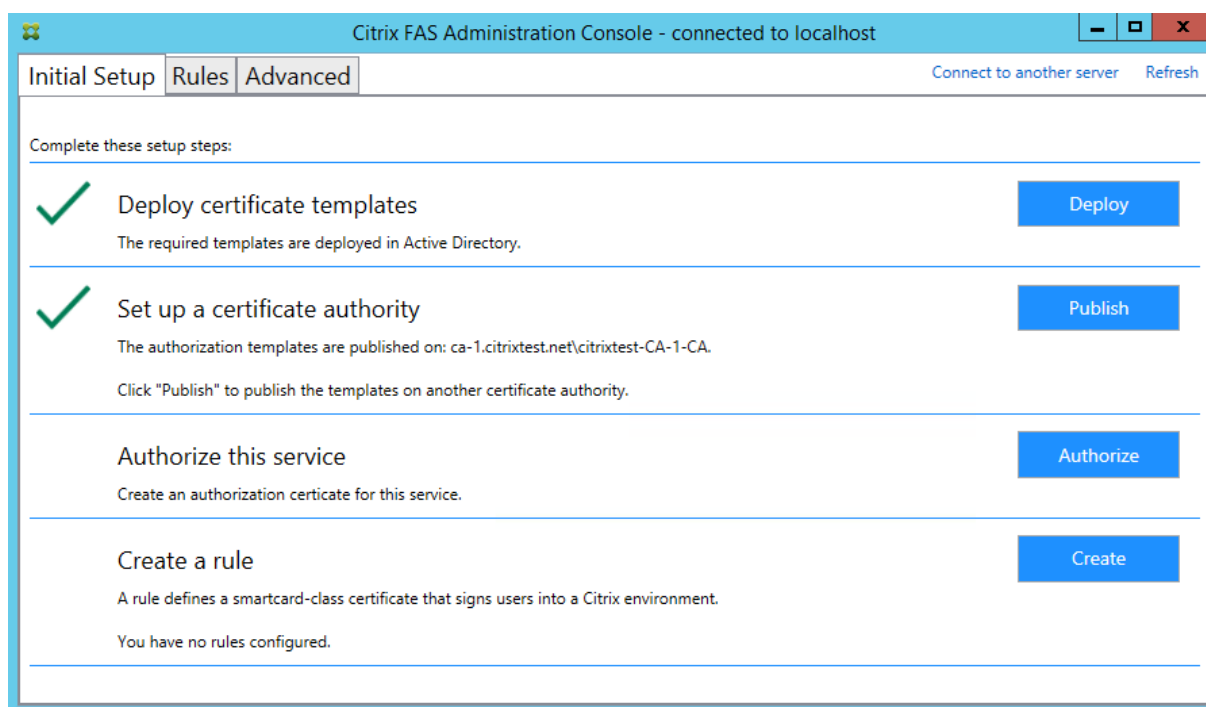 Citrix FAS Administration Console - connected to localhost
Initial Setup Rules Advanced Connect to another server Refresh
Complete these setup steps:
Deploy certificate templates
Deploy
The required templates are deployed in Active Directory.
Set up a certificate authority
Publish
The authorization templates are published on: ca-1.citrixtest.net\citrixtest-CA-1-CA.
Click "Publish" to publish the templates on another certificate authority.
Authorize this service
Authorize
Create an authorization certicate for this service.
Create a rule
Create
A rule defines a smartcard-class certificate that signs users into a Citrix environment.
You have no rules configured.